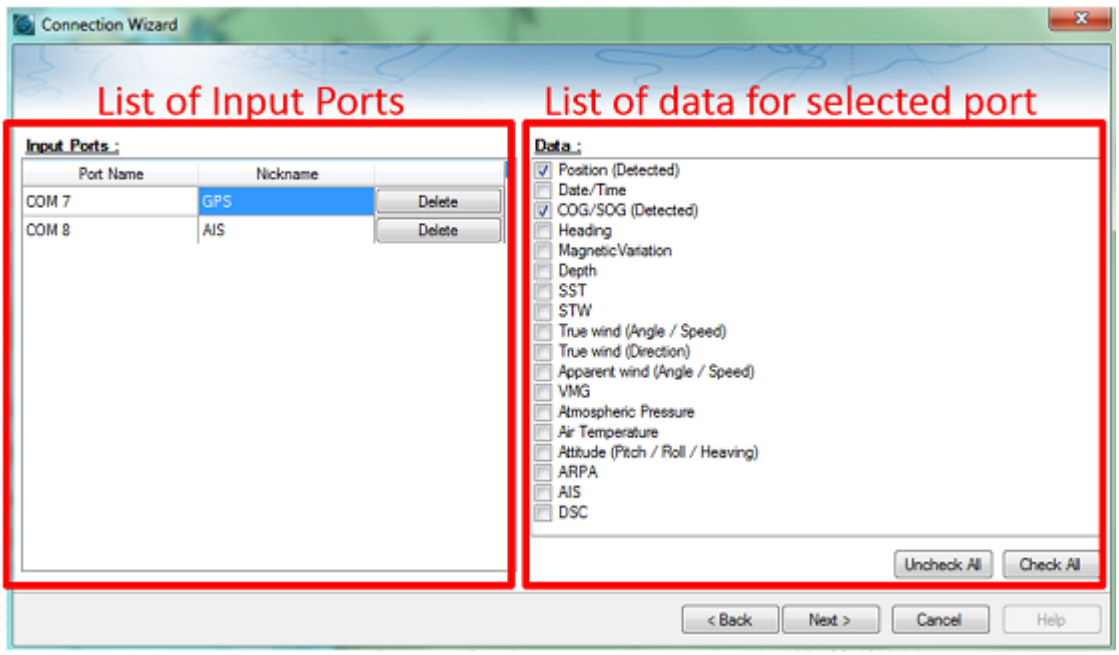 Connection Wizard
List of Input Ports
List of data for selected port
Input Ports :
Port Name Nickname
COM 7 GPS Delete
COM 8 AIS Delete
Data :
Position (Detected)
Date/Time
COG/SOG (Detected)
Heading
MagneticVariation
Depth
SST
STW
True wind (Angle / Speed)
True wind (Direction)
Apparent wind (Angle / Speed)
VMG
Atmospheric Pressure
Air Temperature
Attitude (Pitch / Roll / Heaving)
ARPA
AIS
DSC
Uncheck All Check All
< Back Next > Cancel Help